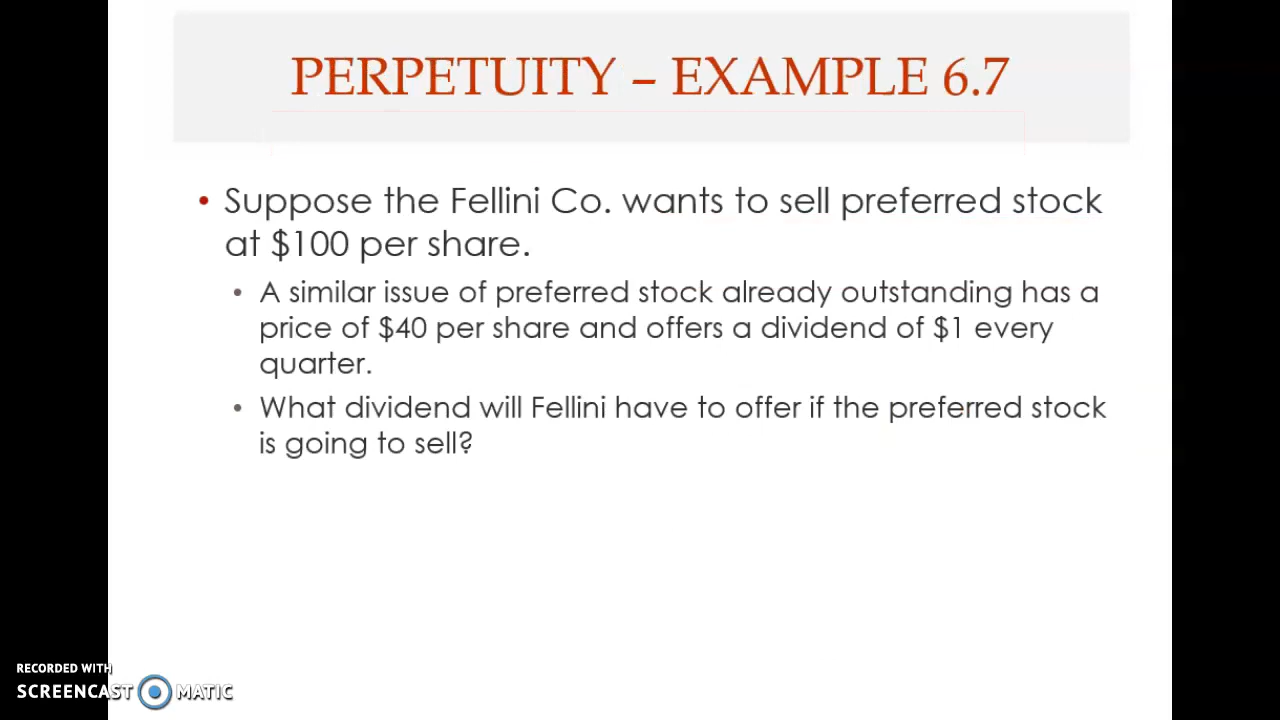 PERPETUITY – EXAMPLE 6.7
• Suppose the Fellini Co. wants to sell preferred stock
at $100 per share.
• A similar issue of preferred stock already outstanding has a
price of $40 per share and offers a dividend of $1 every
quarter.
• What dividend will Fellini have to offer if the preferred stock
is going to sell?
RECORDED WITH
SCREENCAST MATIC